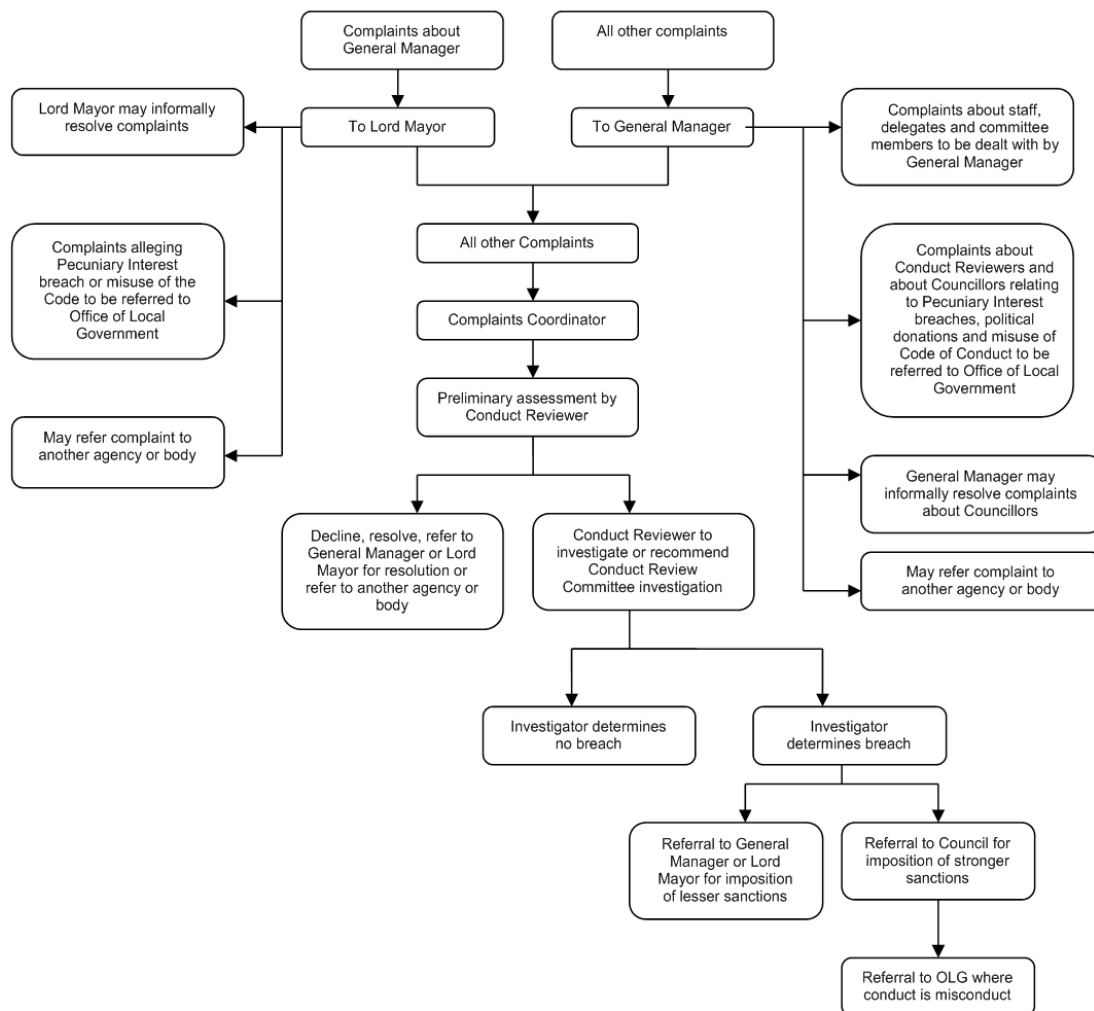 Complaints about
General Manager
All other complaints
Lord Mayor may informally
resolve complaints
To Lord Mayor
To General Manager
Complaints about staff,
delegates and committee
members to be dealt with by
General Manager
Complaints alleging
Pecuniary Interest
breach or misuse of the
Code to be referred to
Office of Local
Government
All other Complaints
Complaints about
Conduct Reviewers and
about Councillors relating
to Pecuniary Interest
breaches, political
donations and misuse of
Code of Conduct to be
referred to Office of Local
Government
Complaints Coordinator
Preliminary assessment by
Conduct Reviewer
May refer complaint to
another agency or body
General Manager may
informally resolve complaints
about Councillors
Decline, resolve, refer to
General Manager or Lord
Mayor for resolution or
refer to another agency or
body
Conduct Reviewer to
investigate or recommend
Conduct Review
Committee investigation
May refer complaint to
another agency or body
Investigator determines
no breach
Investigator
determines breach
Referral to General
Manager or Lord
Mayor for imposition
of lesser sanctions
Referral to Council for
imposition of stronger
sanctions
Referral to OLG where
conduct is misconduct